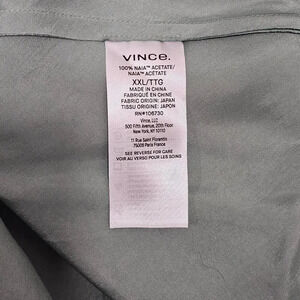 VINCE.
100% NAIA™ ACETATE/
NAIA™ ACÉTATE
XXL/TTG
MADE IN CHINA
FABRIQUÉ EN CHINE
FABRIC ORIGIN: JAPAN
TISSU ORIGINE: JAPON
RN#106730
Vince, LLC
500 Fifth Avenue, 20th Floor
New York, NY 10110
11 Rue Saint Florentin
75008 Paris France
SEE REVERSE FOR CARE
VOIR AU VERSO POUR LES SOINS